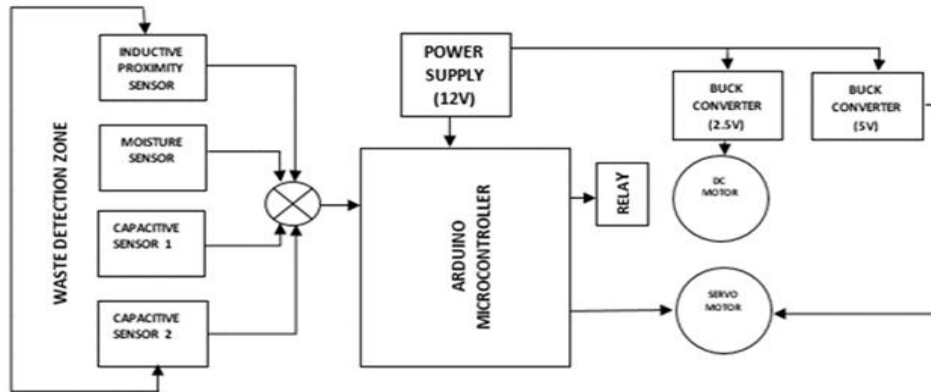 WASTE DETECTION ZONE
INDUCTIVE
PROXIMITY
SENSOR
MOISTURE
SENSOR
CAPACITIVE
SENSOR 1
CAPACITIVE
SENSOR 2
POWER
SUPPLY
(12V)
ARDUINO
MICROCONTROLLER
RELAY
BUCK
CONVERTER
(2.5V)
BUCK
CONVERTER
(5V)
DC
MOTOR
SERVO
MOTOR